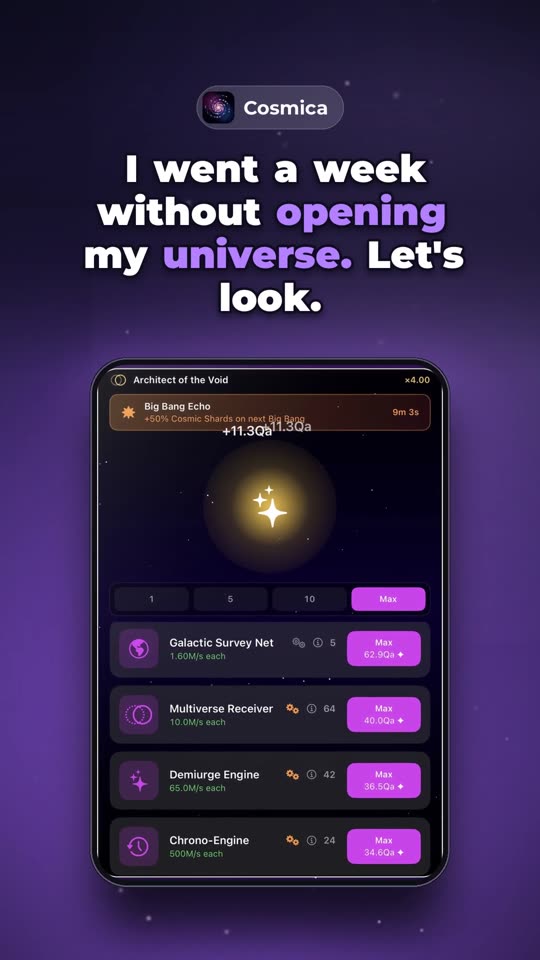 Cosmica
I went a week
without opening
my universe. Let's
look.
Architect of the Void ×4.00
Big Bang Echo
+50% Cosmic Shards on next Big Bang
9m 3s
+11.3Qa +11.3Qa
1 5 10 Max
Galactic Survey Net 5
1.60M/s each
Max
62.9Qa
Multiverse Receiver 64
10.0M/s each
Max
40.0Qa
Demiurge Engine 42
65.0M/s each
Max
36.5Qa
Chrono-Engine 24
500M/s each
Max
34.6Qa